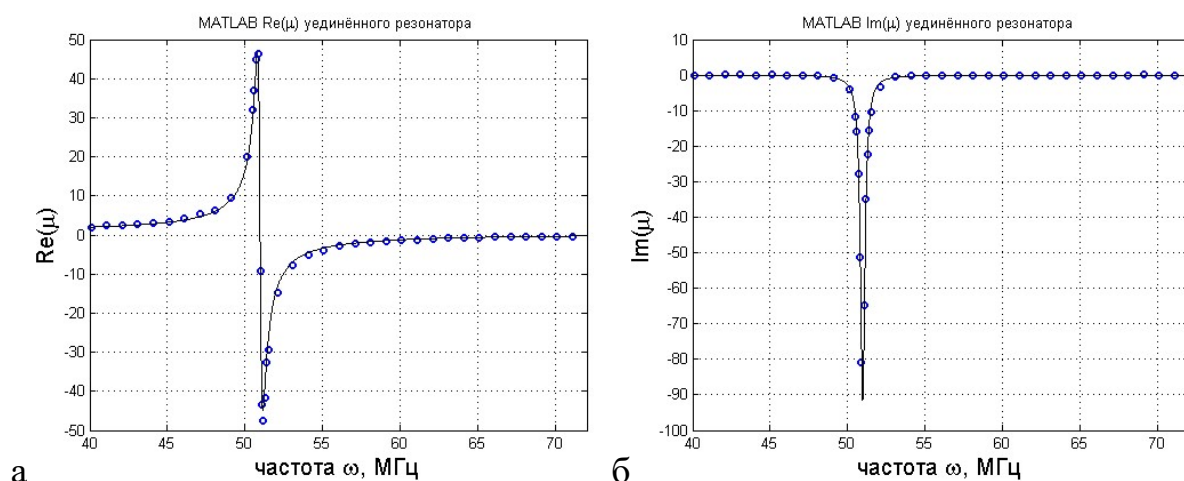 MATLAB Re(μ) уединённого резонатора
50
40
30
20
10
0
-10
-20
-30
-40
-50
Re(μ)
40 45 50 55 60 65 70
частота ω, МГц
а
MATLAB Im(μ) уединённого резонатора
10
0
-10
-20
-30
-40
-50
-60
-70
-80
-90
-100
Im(μ)
40 45 50 55 60 65 70
частота ω, МГц
б